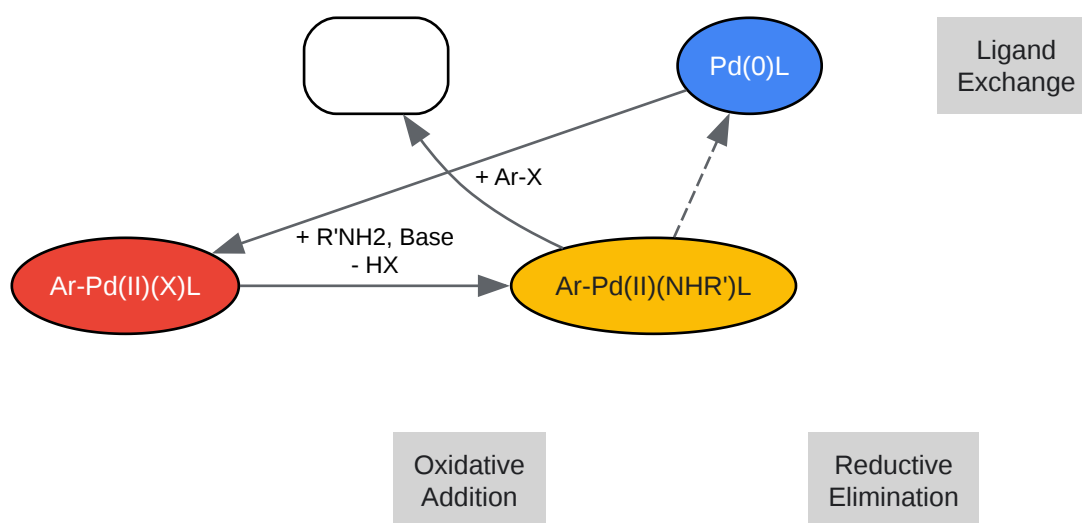 Pd(0)L
Ligand
Exchange
+ Ar-X
+ R'NH2, Base
- HX
Ar-Pd(II)(X)L
Ar-Pd(II)(NHR')L
Oxidative
Addition
Reductive
Elimination